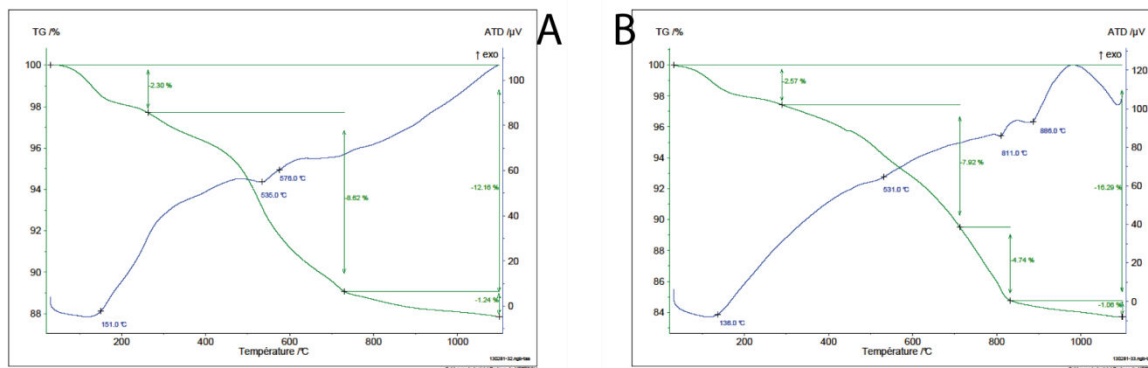 A
TG /%
ATD /µV
↑ exo
100
98
96
94
92
90
88
100
80
60
40
20
0
-2.30 %
-8.62 %
-12.16 %
-1.24 %
151.0 °C
535.0 °C
576.0 °C
200
400
600
800
1000
Température /°C
B
TG /%
ATD /µV
↑ exo
100
98
96
94
92
90
88
86
84
120
100
80
60
40
20
0
-2.57 %
-7.92 %
-4.74 %
-16.29 %
-1.06 %
138.0 °C
531.0 °C
811.0 °C
886.0 °C
200
400
600
800
1000
Température /°C